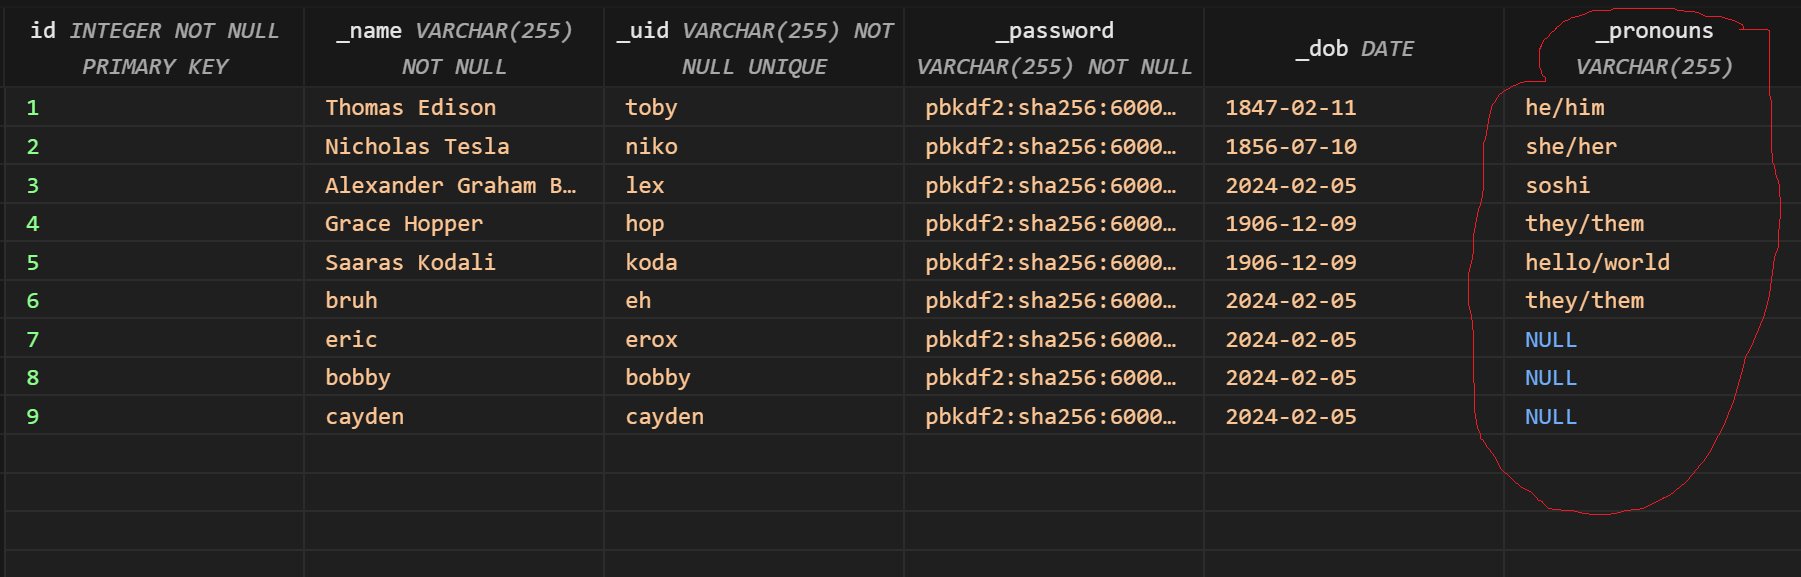 id INTEGER NOT NULL PRIMARY KEY
_name VARCHAR(255) NOT NULL
_uid VARCHAR(255) NOT NULL UNIQUE
_password VARCHAR(255) NOT NULL
_dob DATE
_pronouns VARCHAR(255)
1 Thomas Edison toby pbkdf2:sha256:6000… 1847-02-11 he/him
2 Nicholas Tesla niko pbkdf2:sha256:6000… 1856-07-10 she/her
3 Alexander Graham B… lex pbkdf2:sha256:6000… 2024-02-05 soshi
4 Grace Hopper hop pbkdf2:sha256:6000… 1906-12-09 they/them
5 Saaras Kodali koda pbkdf2:sha256:6000… 1906-12-09 hello/world
6 bruh eh pbkdf2:sha256:6000… 2024-02-05 they/them
7 eric erox pbkdf2:sha256:6000… 2024-02-05 NULL
8 bobby bobby pbkdf2:sha256:6000… 2024-02-05 NULL
9 cayden cayden pbkdf2:sha256:6000… 2024-02-05 NULL